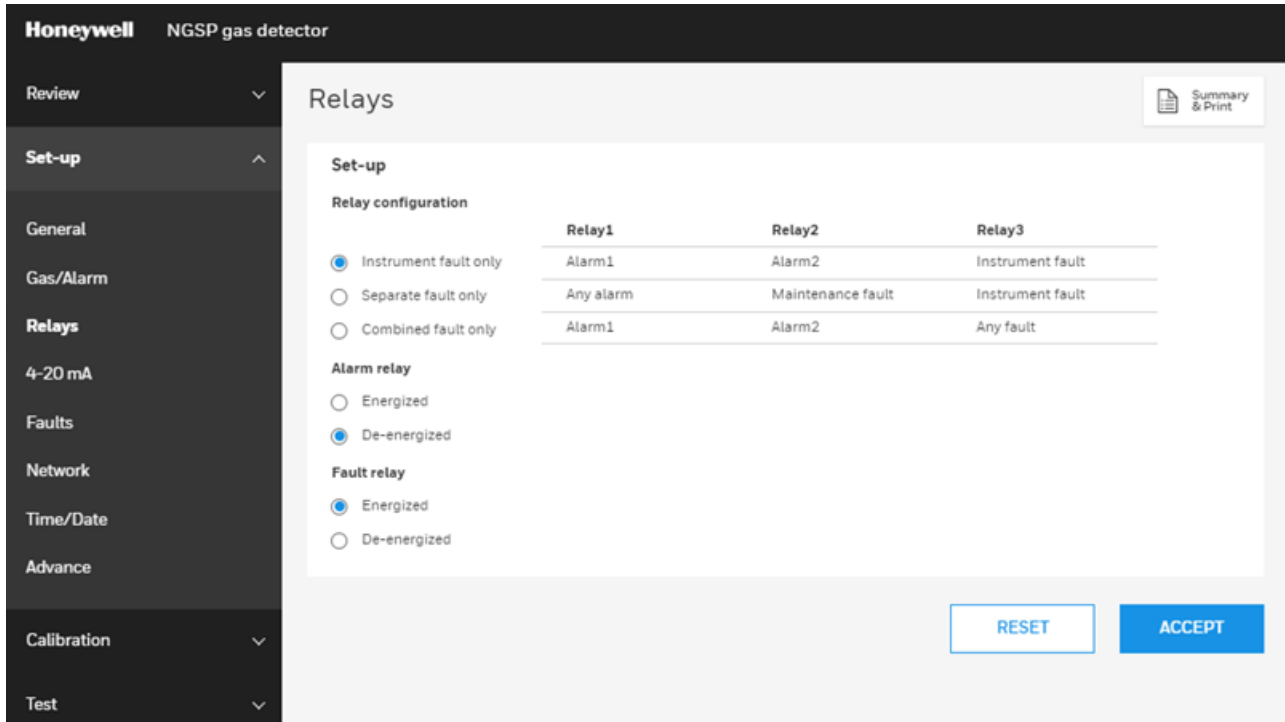 Honeywell NGSP gas detector
Review
Set-up
General
Gas/Alarm
Relays
4-20 mA
Faults
Network
Time/Date
Advance
Calibration
Test
Relays
Summary
& Print
Set-up
Relay configuration
Relay1 Relay2 Relay3
Instrument fault only Alarm1 Alarm2 Instrument fault
Separate fault only Any alarm Maintenance fault Instrument fault
Combined fault only Alarm1 Alarm2 Any fault
Alarm relay
Energized
De-energized
Fault relay
Energized
De-energized
RESET ACCEPT